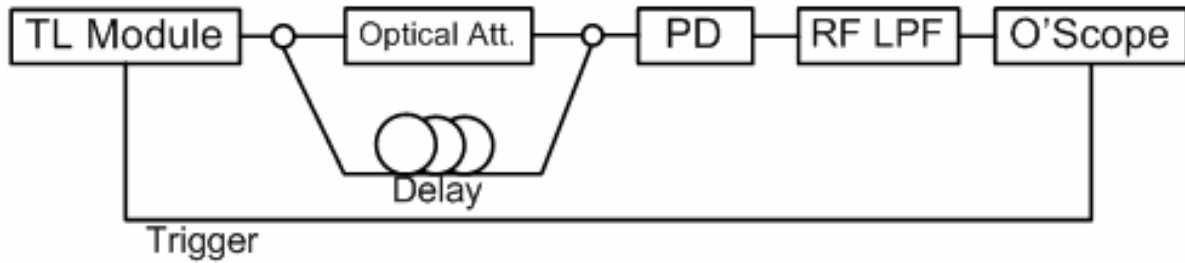 TL Module
Optical Att.
PD
RF LPF
O'Scope
Delay
Trigger